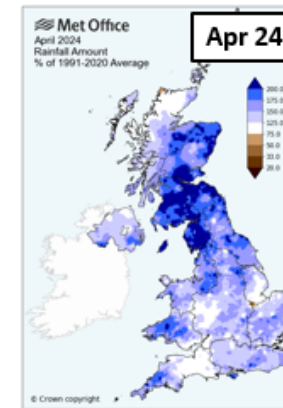 Met Office
Apr 24
April 2024
Rainfall Amount
% of 1991-2020 Average
200.0
175.0
150.0
125.0
75.0
50.0
33.0
20.0
© Crown copyright